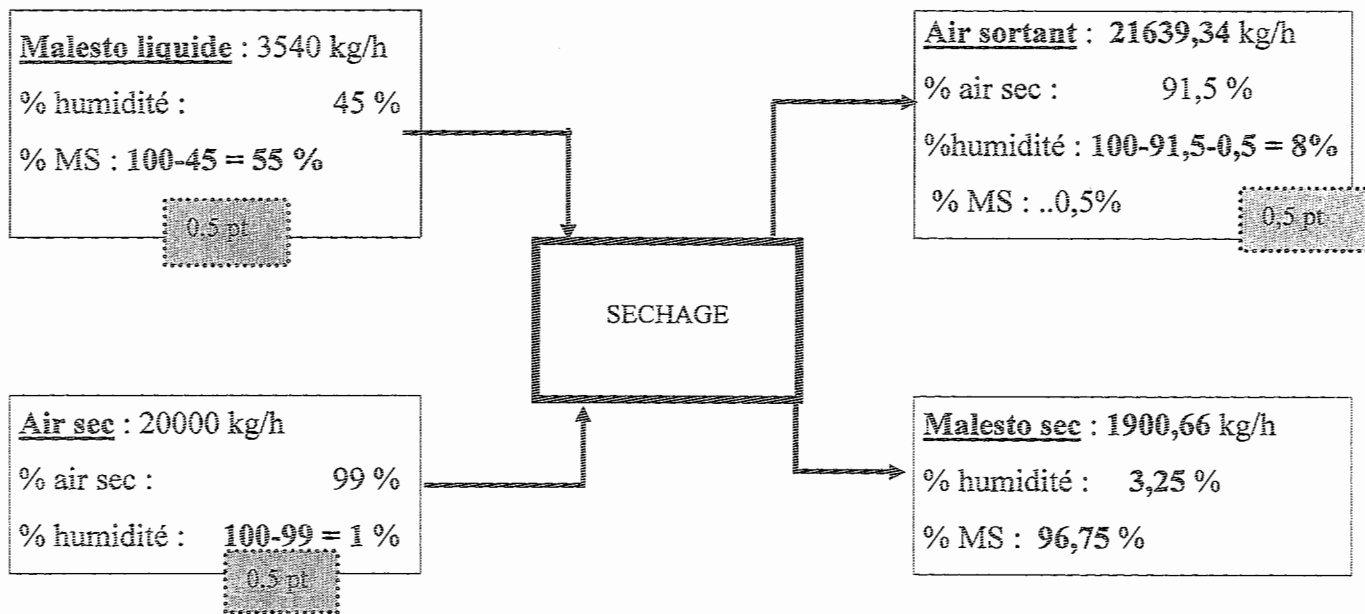 Malesto liquide : 3540 kg/h
% humidité : 45 %
% MS : 100-45 = 55 %
0.5 pt
Air sortant : 21639,34 kg/h
% air sec : 91,5 %
%humidité : 100-91,5-0,5 = 8%
% MS : ..0,5%
0,5 pt
SECHAGE
Air sec : 20000 kg/h
% air sec : 99 %
% humidité : 100-99 = 1 %
0.5 pt
Malesto sec : 1900,66 kg/h
% humidité : 3,25 %
% MS : 96,75 %